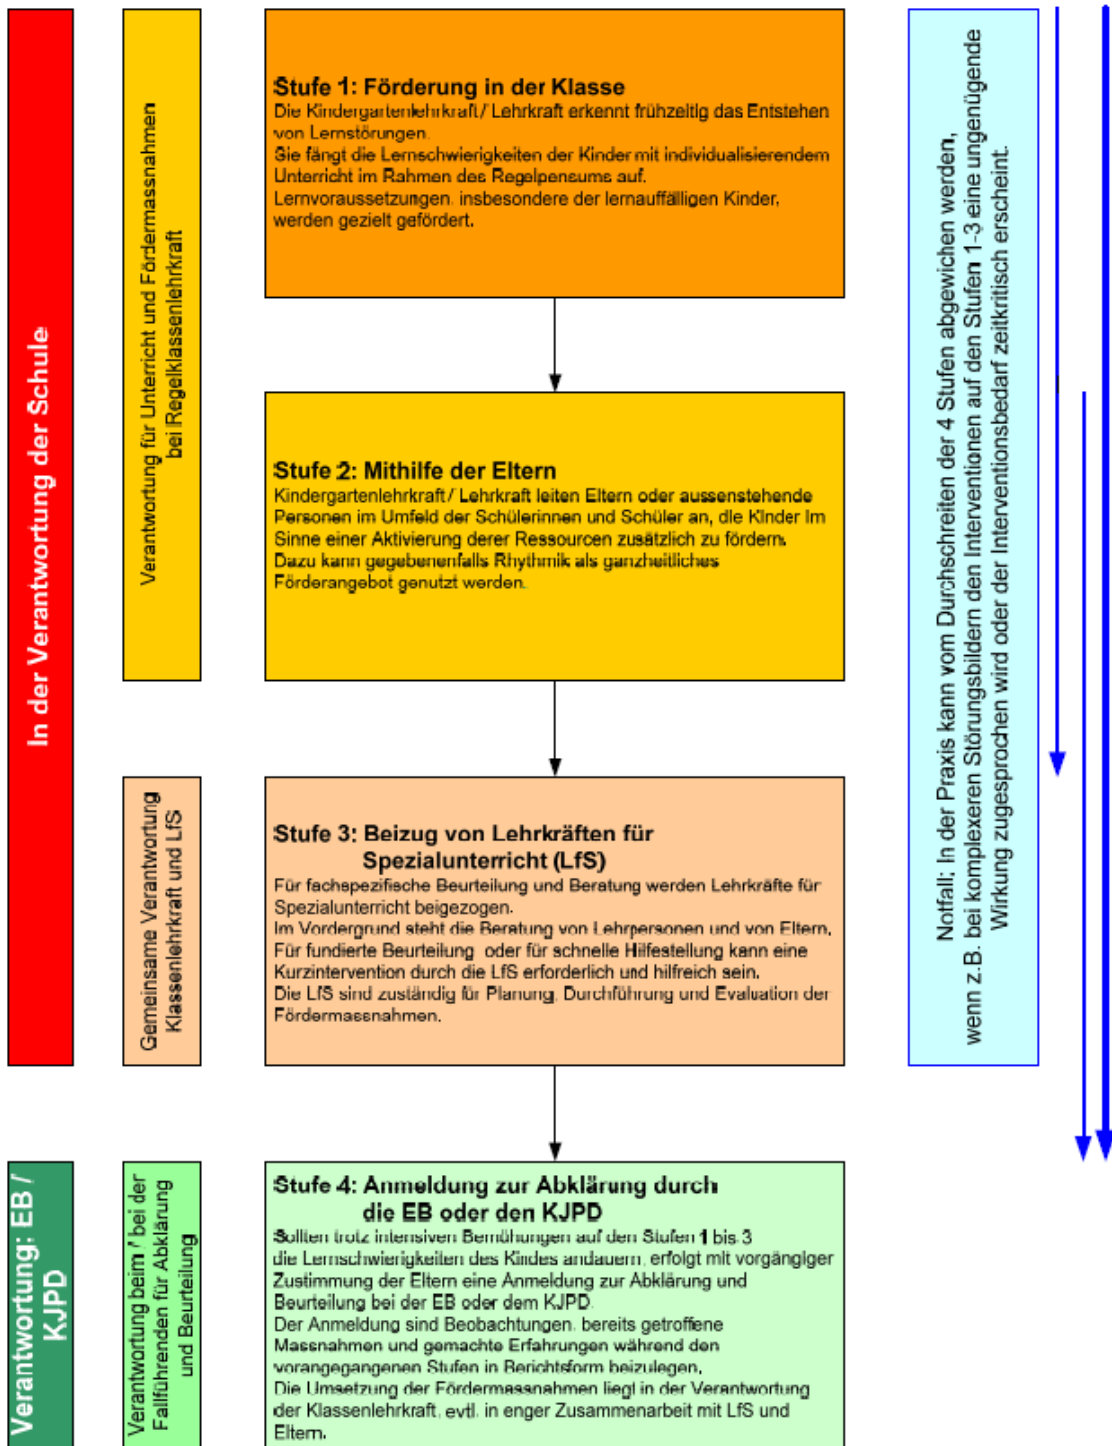 In der Verantwortung der Schule
Verantwortung für Unterricht und Fördermassnahmen
bei Regelklassenlehrkraft
Stufe 1: Förderung in der Klasse
Die Kindergartenlehrkraft / Lehrkraft erkennt frühzeitig das Entstehen
von Lernstörungen.
Sie fängt die Lernschwierigkeiten der Kinder mit individualisierendem
Unterricht im Rahmen des Regelpensums auf.
Lernvoraussetzungen, insbesondere der lernauffälligen Kinder,
werden gezielt gefördert.
Stufe 2: Mithilfe der Eltern
Kindergartenlehrkraft / Lehrkraft leiten Eltern oder aussenstehende
Personen im Umfeld der Schülerinnen und Schüler an, die Kinder im
Sinne einer Aktivierung derer Ressourcen zusätzlich zu fördern.
Dazu kann gegebenenfalls Rhythmik als ganzheitliches
Förderangebot genutzt werden.
Gemeinsame Verantwortung
Klassenlehrkraft und LfS
Stufe 3: Beizug von Lehrkräften für
Spezialunterricht (LfS)
Für fachspezifische Beurteilung und Beratung werden Lehrkräfte für
Spezialunterricht beigezogen.
Im Vordergrund steht die Beratung von Lehrpersonen und von Eltern.
Für fundierte Beurteilung oder für schnelle Hilfestellung kann eine
Kurzintervention durch die LfS erforderlich und hilfreich sein.
Die LfS sind zuständig für Planung, Durchführung und Evaluation der
Fördermassnahmen.
Verantwortung: EB /
KJPD
Verantwortung beim / bei der
Fallführenden für Abklärung
und Beurteilung
Stufe 4: Anmeldung zur Abklärung durch
die EB oder den KJPD
Sollten trotz intensiven Bemühungen auf den Stufen 1 bis 3
die Lernschwierigkeiten des Kindes andauern, erfolgt mit vorgängiger
Zustimmung der Eltern eine Anmeldung zur Abklärung und
Beurteilung bei der EB oder dem KJPD.
Der Anmeldung sind Beobachtungen, bereits getroffene
Massnahmen und gemachte Erfahrungen während den
vorangegangenen Stufen in Berichtsform beizulegen.
Die Umsetzung der Fördermassnahmen liegt in der Verantwortung
der Klassenlehrkraft, evtl. in enger Zusammenarbeit mit LfS und
Eltern.
Notfall: In der Praxis kann vom Durchschreiten der 4 Stufen abgewichen werden,
wenn z.B. bei komplexeren Störungsbildern den Interventionen auf den Stufen 1-3 eine ungenügende
Wirkung zugesprochen wird oder der Interventionsbedarf zeitkritisch erscheint.